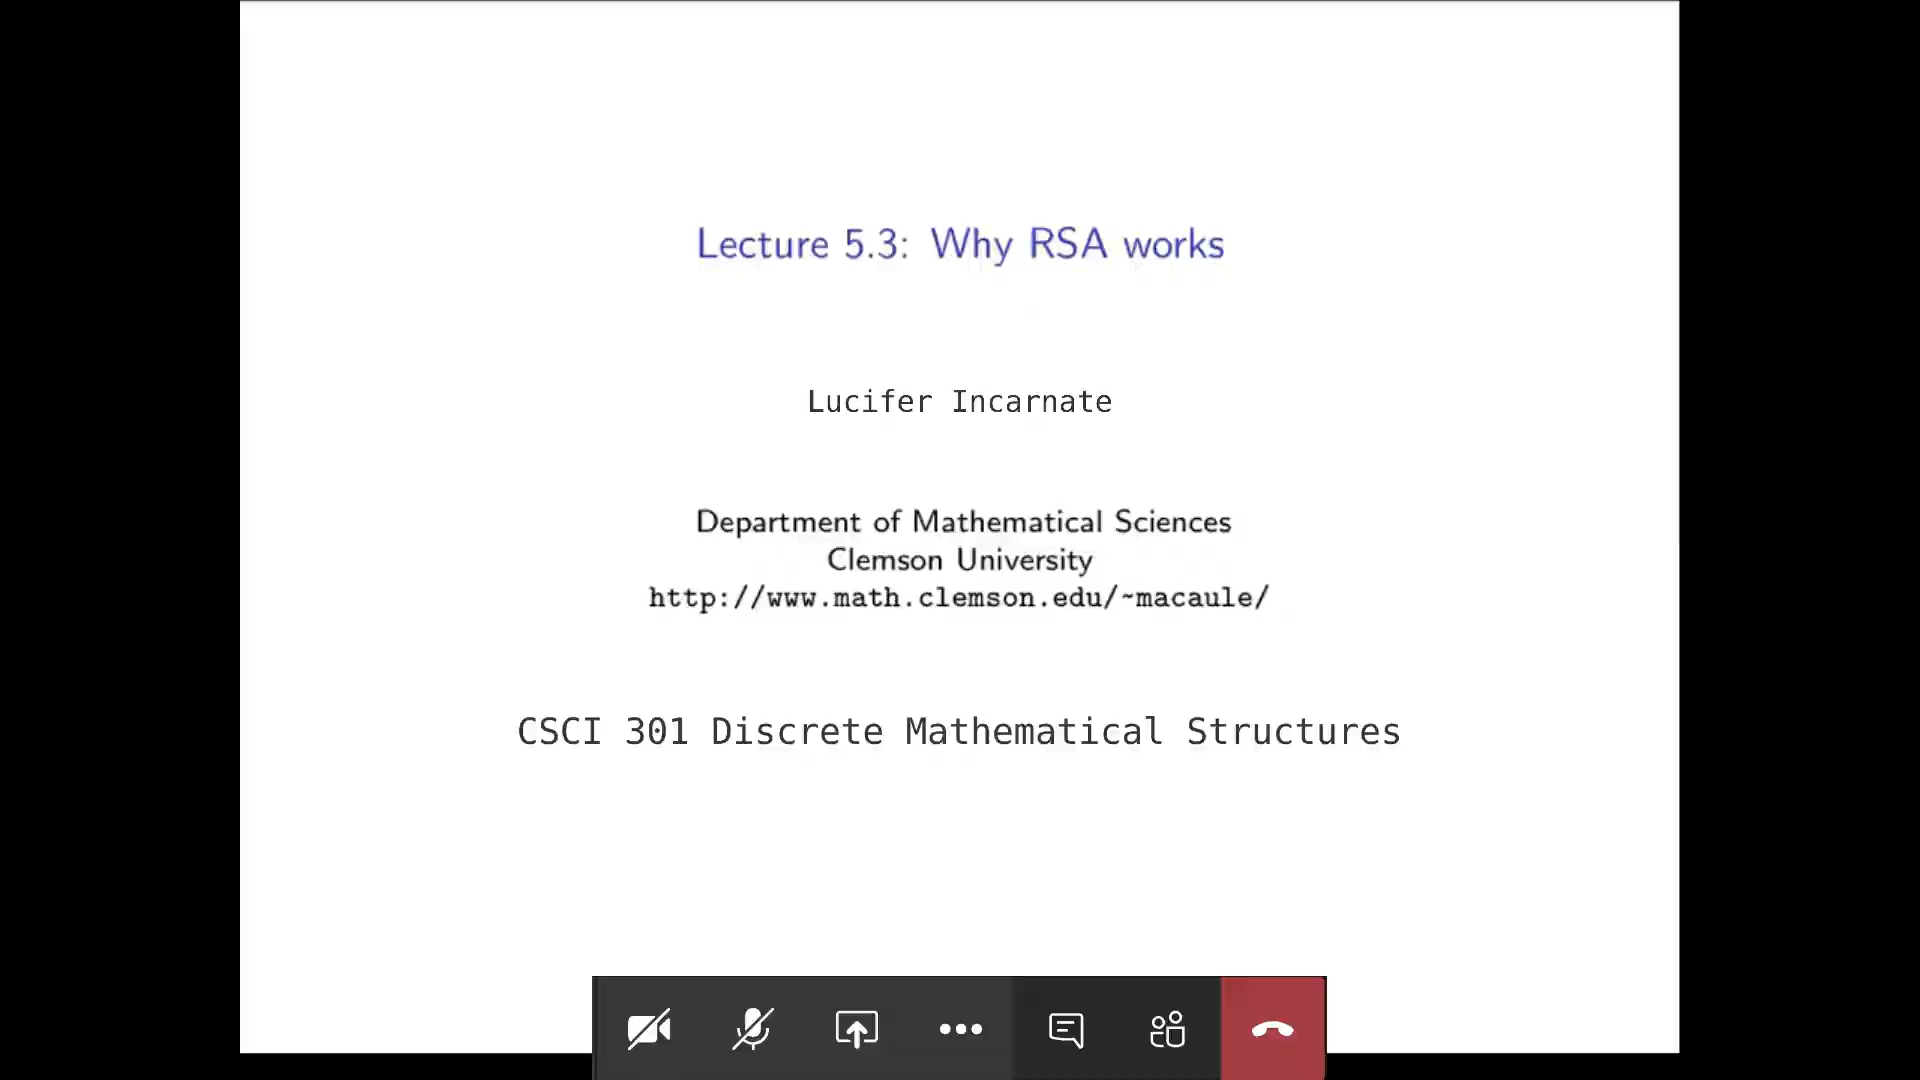 Lecture 5.3: Why RSA works
Lucifer Incarnate
Department of Mathematical Sciences
Clemson University
http://www.math.clemson.edu/~macaule/
CSCI 301 Discrete Mathematical Structures